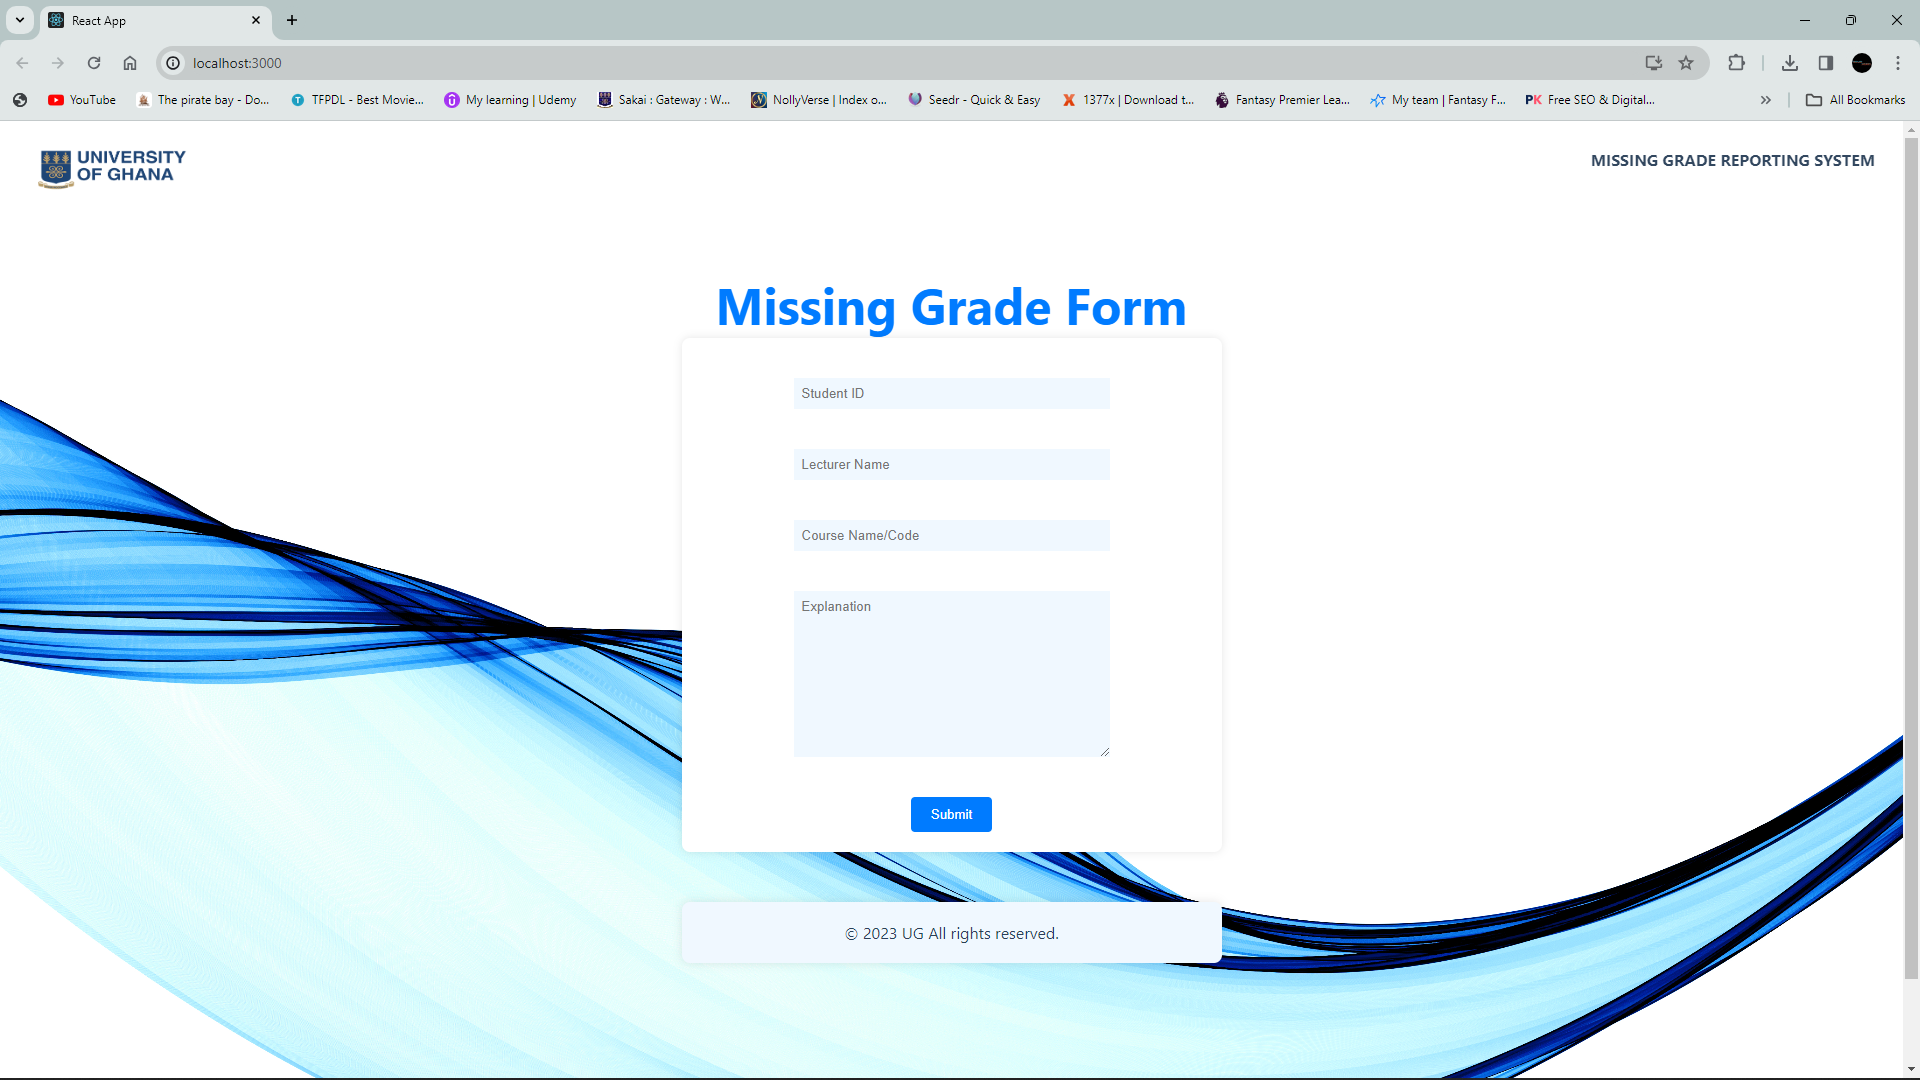 React App
localhost:3000
YouTube
The pirate bay - Do...
TFPDL - Best Movie...
My learning | Udemy
Sakai : Gateway : W...
NollyVerse | Index o...
Seedr - Quick & Easy
1377x | Download t...
Fantasy Premier Lea...
My team | Fantasy F...
PK Free SEO & Digital...
All Bookmarks
UNIVERSITY
OF GHANA
MISSING GRADE REPORTING SYSTEM
Missing Grade Form
Student ID
Lecturer Name
Course Name/Code
Explanation
Submit
© 2023 UG All rights reserved.